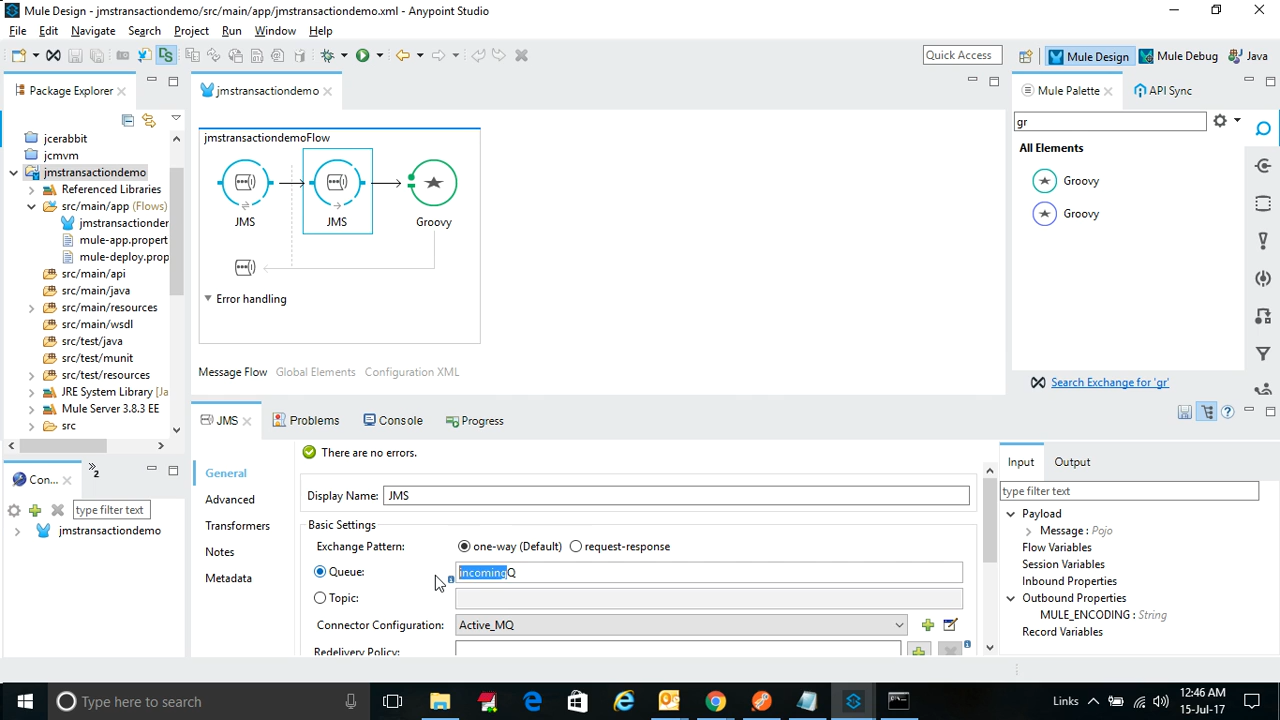 Mule Design - jmstransactiondemo/src/main/app/jmstransactiondemo.xml - Anypoint Studio
File Edit Navigate Search Project Run Window Help
Quick Access
Mule Design
Mule Debug
Java
Package Explorer
jcerabbit
jcmvm
jmstransactiondemo
Referenced Libraries
src/main/app (Flows)
jmstransactiondem
mule-app.propert
mule-deploy.prop
src/main/api
src/main/java
src/main/resources
src/main/wsdl
src/test/java
src/test/munit
src/test/resources
JRE System Library [Ja
Mule Server 3.8.3 EE
src
jmstransactiondemo
jmstransactiondemoFlow
JMS
JMS
Groovy
Error handling
Message Flow Global Elements Configuration XML
Mule Palette
API Sync
gr
All Elements
Groovy
Groovy
Search Exchange for 'gr'
Con...
2
type filter text
jmstransactiondemo
JMS
Problems
Console
Progress
General
Advanced
Transformers
Notes
Metadata
There are no errors.
Display Name: JMS
Basic Settings
Exchange Pattern: one-way (Default) request-response
Queue: incomingQ
Topic:
Connector Configuration: Active_MQ
Redelivery Policy:
Input
Output
type filter text
Payload
Message : Pojo
Flow Variables
Session Variables
Inbound Properties
Outbound Properties
MULE_ENCODING : String
Record Variables
Type here to search
Links
12:46 AM
15-Jul-17